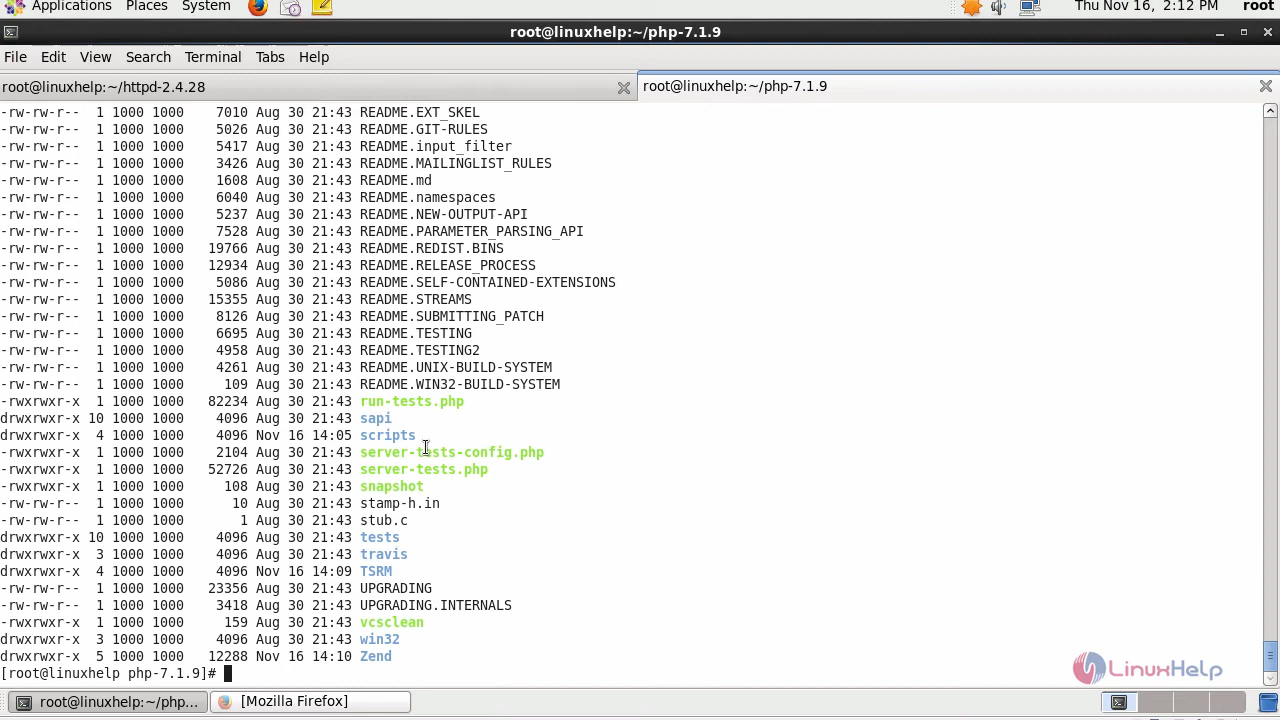 Applications Places System Thu Nov 16, 2:12 PM root
root@linuxhelp:~/php-7.1.9
File Edit View Search Terminal Tabs Help
root@linuxhelp:~/httpd-2.4.28 root@linuxhelp:~/php-7.1.9
-rw-rw-r-- 1 1000 1000 7010 Aug 30 21:43 README.EXT_SKEL
-rw-rw-r-- 1 1000 1000 5026 Aug 30 21:43 README.GIT-RULES
-rw-rw-r-- 1 1000 1000 5417 Aug 30 21:43 README.input_filter
-rw-rw-r-- 1 1000 1000 3426 Aug 30 21:43 README.MAILINGLIST_RULES
-rw-rw-r-- 1 1000 1000 1608 Aug 30 21:43 README.md
-rw-rw-r-- 1 1000 1000 6040 Aug 30 21:43 README.namespaces
-rw-rw-r-- 1 1000 1000 5237 Aug 30 21:43 README.NEW-OUTPUT-API
-rw-rw-r-- 1 1000 1000 7528 Aug 30 21:43 README.PARAMETER_PARSING_API
-rw-rw-r-- 1 1000 1000 19766 Aug 30 21:43 README.REDIST.BINS
-rw-rw-r-- 1 1000 1000 12934 Aug 30 21:43 README.RELEASE_PROCESS
-rw-rw-r-- 1 1000 1000 5086 Aug 30 21:43 README.SELF-CONTAINED-EXTENSIONS
-rw-rw-r-- 1 1000 1000 15355 Aug 30 21:43 README.STREAMS
-rw-rw-r-- 1 1000 1000 8126 Aug 30 21:43 README.SUBMITTING_PATCH
-rw-rw-r-- 1 1000 1000 6695 Aug 30 21:43 README.TESTING
-rw-rw-r-- 1 1000 1000 4958 Aug 30 21:43 README.TESTING2
-rw-rw-r-- 1 1000 1000 4261 Aug 30 21:43 README.UNIX-BUILD-SYSTEM
-rw-rw-r-- 1 1000 1000 109 Aug 30 21:43 README.WIN32-BUILD-SYSTEM
-rwxrwxr-x 1 1000 1000 82234 Aug 30 21:43 run-tests.php
drwxrwxr-x 10 1000 1000 4096 Aug 30 21:43 sapi
drwxrwxr-x 4 1000 1000 4096 Nov 16 14:05 scripts
-rwxrwxr-x 1 1000 1000 2104 Aug 30 21:43 server-tests-config.php
-rwxrwxr-x 1 1000 1000 52726 Aug 30 21:43 server-tests.php
-rwxrwxr-x 1 1000 1000 108 Aug 30 21:43 snapshot
-rw-rw-r-- 1 1000 1000 10 Aug 30 21:43 stamp-h.in
-rw-rw-r-- 1 1000 1000 1 Aug 30 21:43 stub.c
drwxrwxr-x 10 1000 1000 4096 Aug 30 21:43 tests
drwxrwxr-x 3 1000 1000 4096 Aug 30 21:43 travis
drwxrwxr-x 4 1000 1000 4096 Nov 16 14:09 TSRM
-rw-rw-r-- 1 1000 1000 23356 Aug 30 21:43 UPGRADING
-rw-rw-r-- 1 1000 1000 3418 Aug 30 21:43 UPGRADING.INTERNALS
-rwxrwxr-x 1 1000 1000 159 Aug 30 21:43 vcsclean
drwxrwxr-x 3 1000 1000 4096 Aug 30 21:43 win32
drwxrwxr-x 5 1000 1000 12288 Nov 16 14:10 Zend
[root@linuxhelp php-7.1.9]#
LinuxHelp
root@linuxhelp:~/php... [Mozilla Firefox]